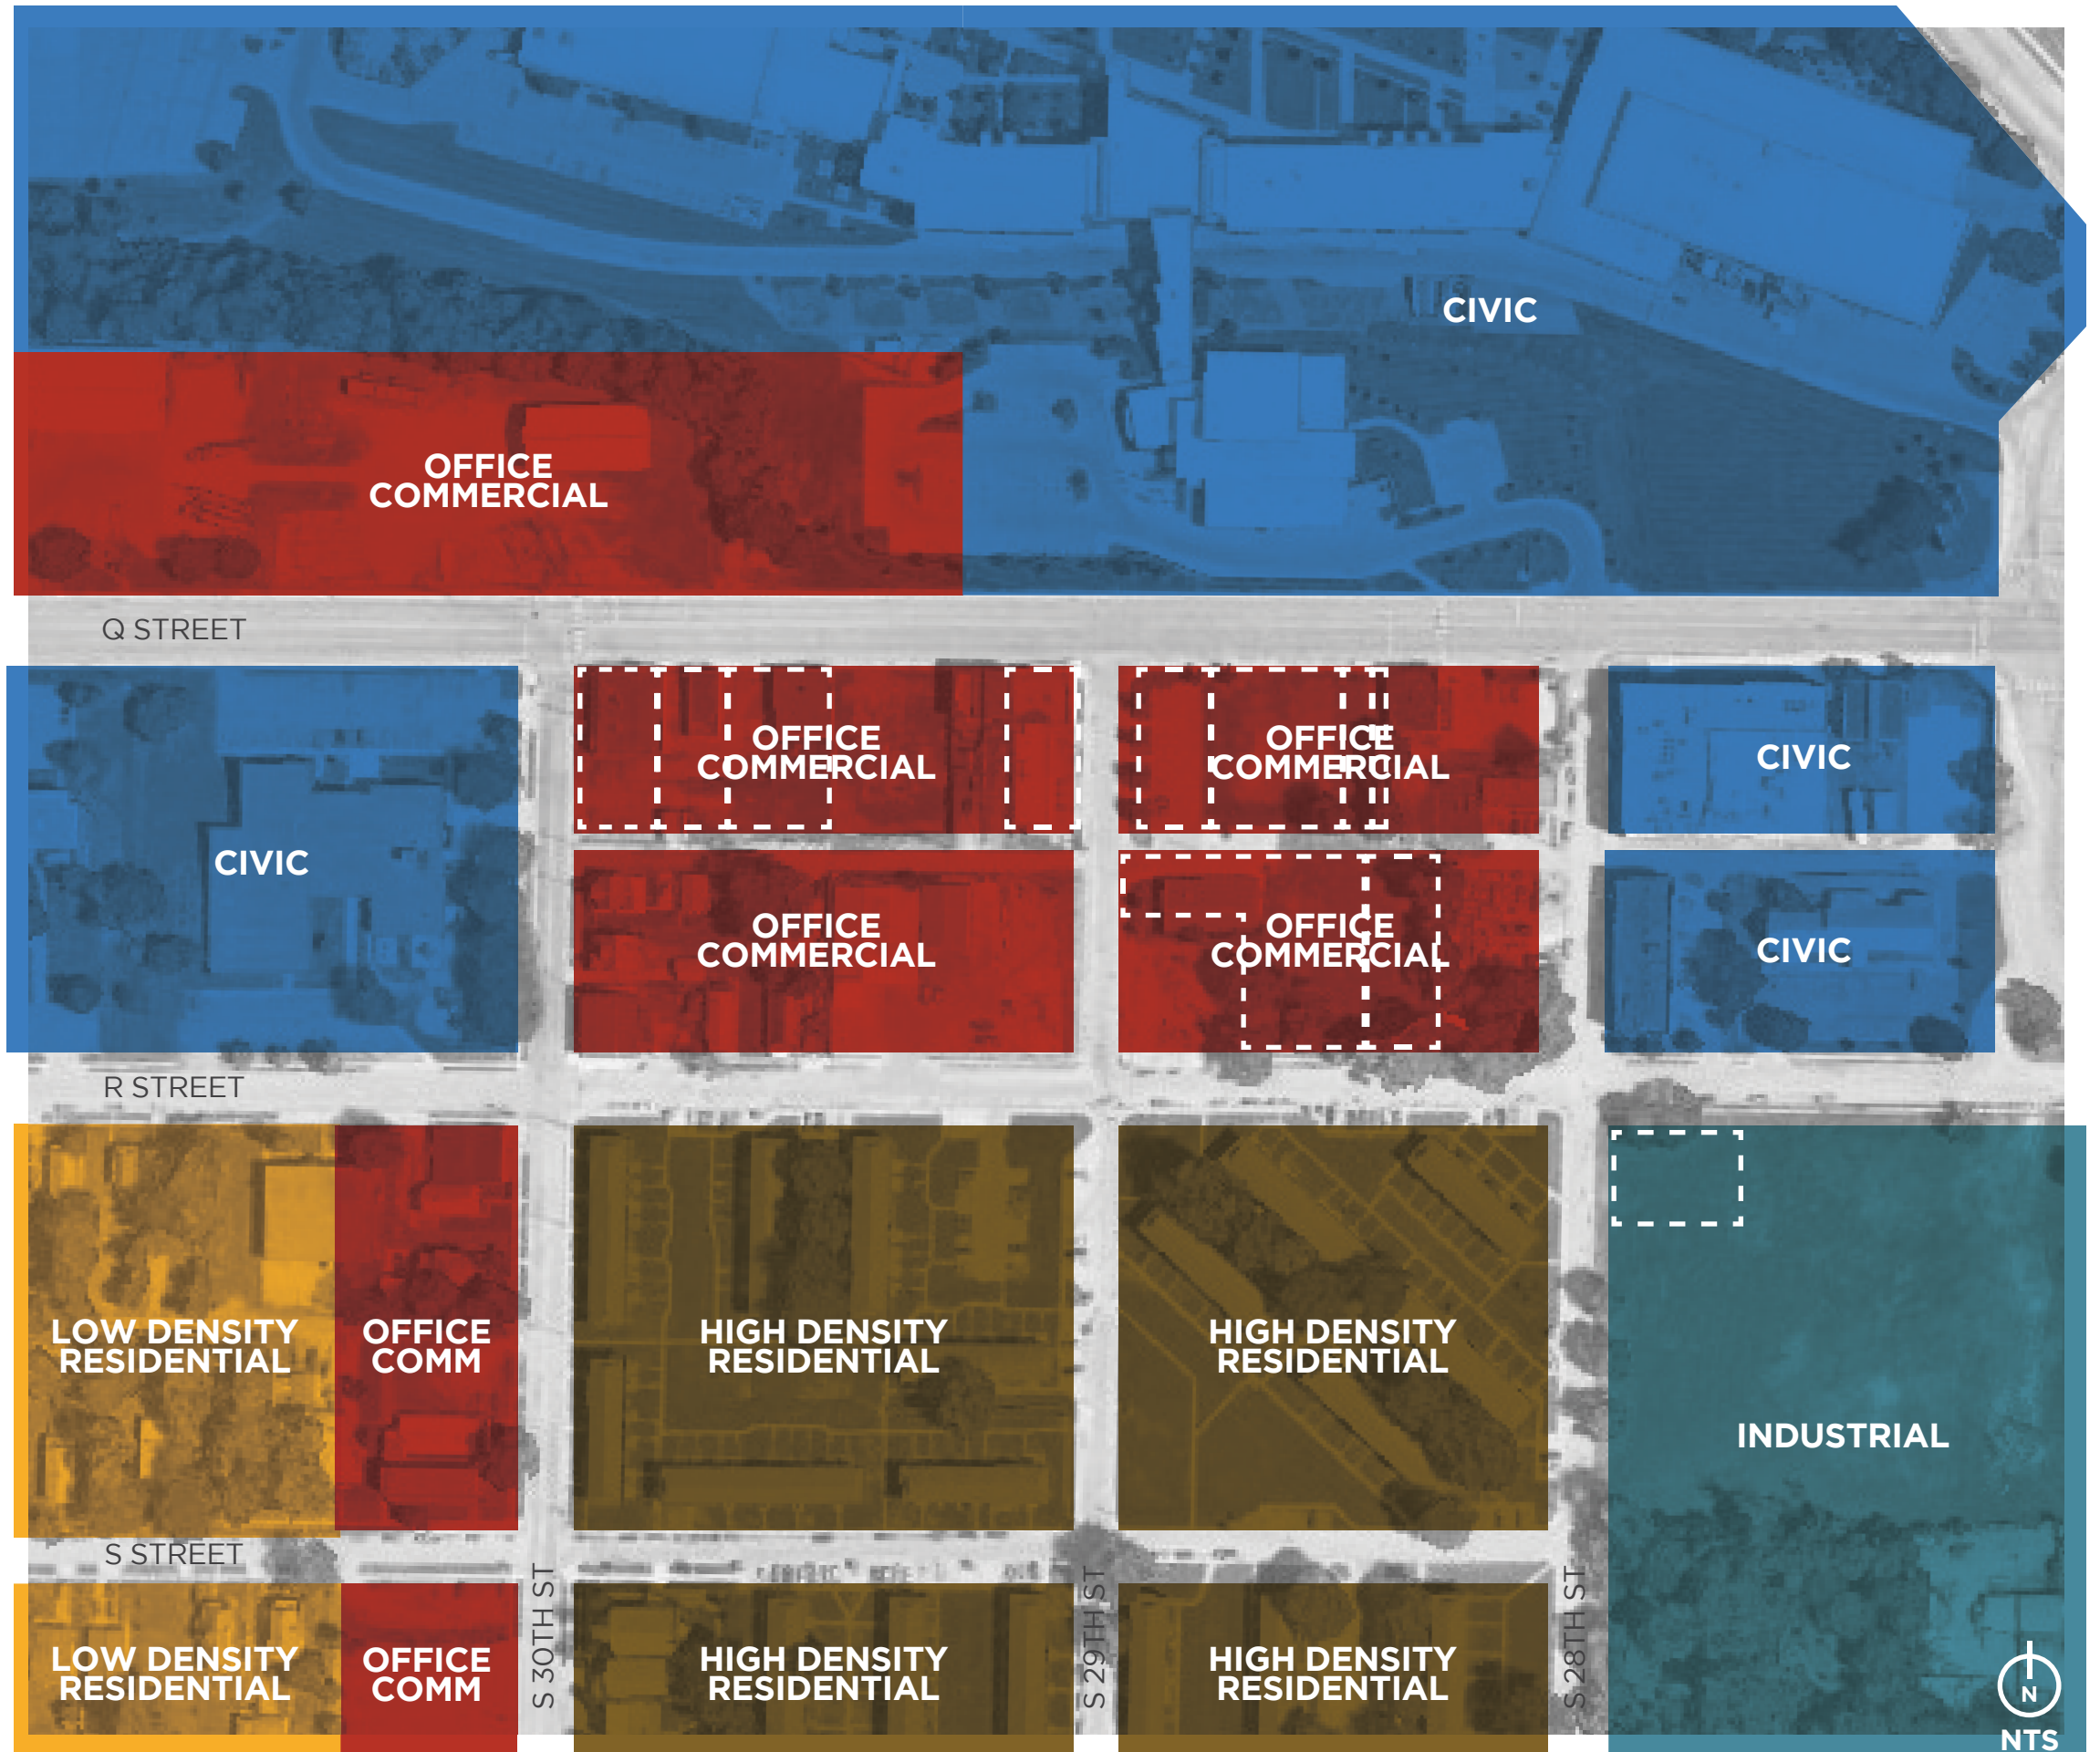 CIVIC
OFFICE
COMMERCIAL
Q STREET
OFFICE
COMMERCIAL
OFFICE
COMMERCIAL
CIVIC
CIVIC
OFFICE
COMMERCIAL
OFFICE
COMMERCIAL
CIVIC
R STREET
LOW DENSITY
RESIDENTIAL
OFFICE
COMM
HIGH DENSITY
RESIDENTIAL
HIGH DENSITY
RESIDENTIAL
INDUSTRIAL
S STREET
S 30TH ST
S 29TH ST
S 28TH ST
LOW DENSITY
RESIDENTIAL
OFFICE
COMM
HIGH DENSITY
RESIDENTIAL
HIGH DENSITY
RESIDENTIAL
N
NTS